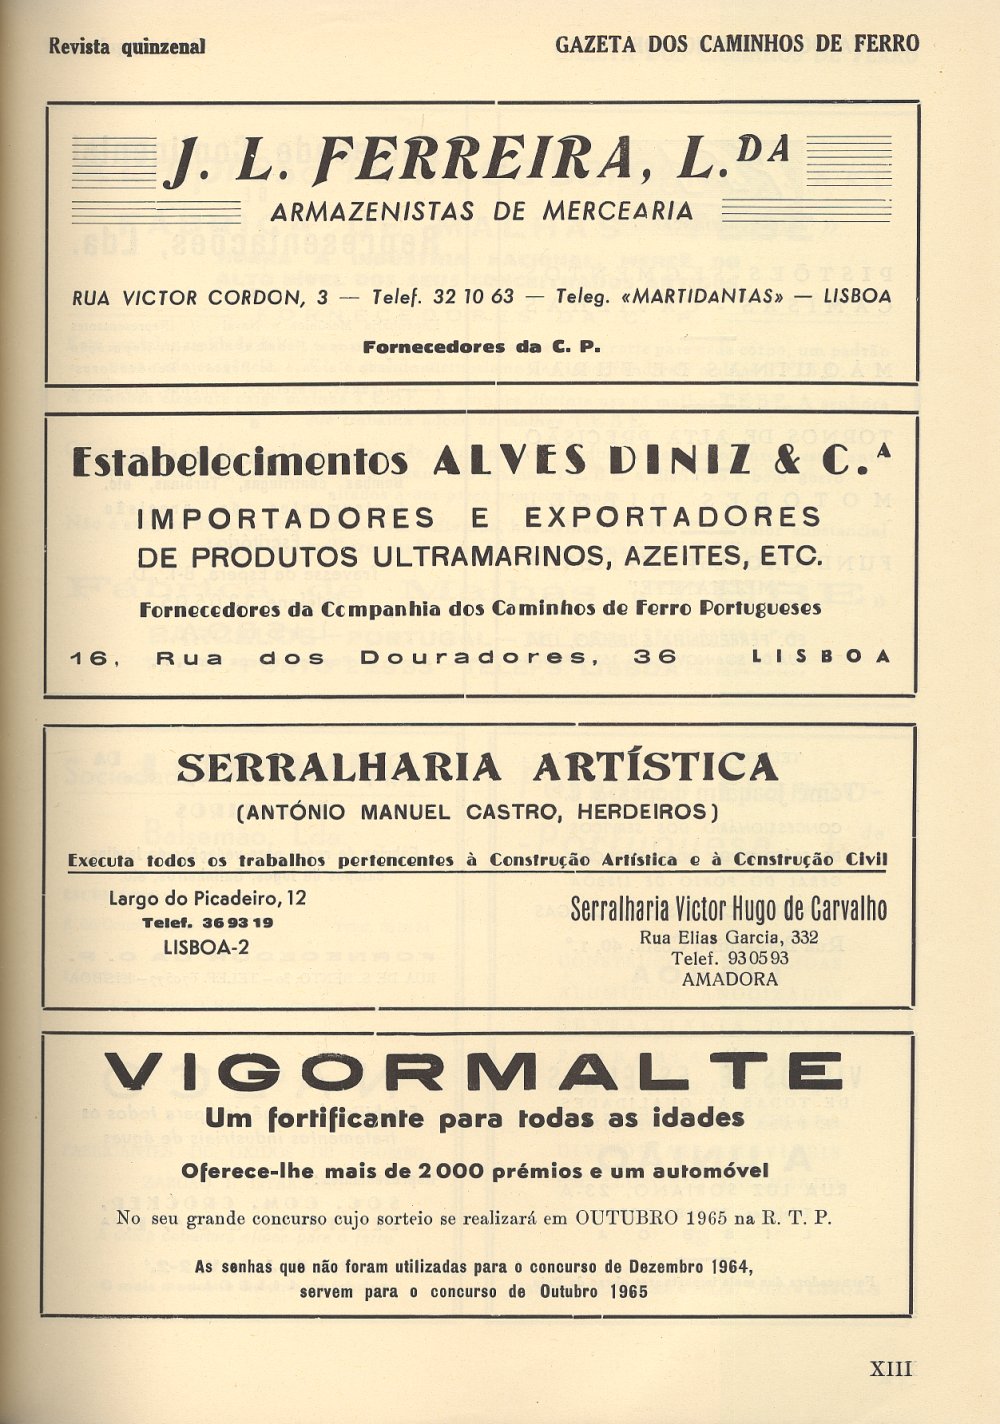 Revista quinzenal
GAZETA DOS CAMINHOS DE FERRO
J. L. FERREIRA, L.DA
ARMAZENISTAS DE MERCEARIA
RUA VICTOR CORDON, 3 — Telef. 32 10 63 — Teleg. «MARTIDANTAS» — LISBOA
Fornecedores da C. P.
Estabelecimentos ALVES DINIZ & C.A
IMPORTADORES E EXPORTADORES
DE PRODUTOS ULTRAMARINOS, AZEITES, ETC.
Fornecedores da Companhia dos Caminhos de Ferro Portugueses
16, Rua dos Douradores, 36 LISBOA
SERRALHARIA ARTÍSTICA
(ANTÓNIO MANUEL CASTRO, HERDEIROS)
Executa todos os trabalhos pertencentes à Construção Artística e à Construção Civil
Largo do Picadeiro, 12
Telef. 36 93 19
LISBOA-2
Serralharia Victor Hugo de Carvalho
Rua Elias Garcia, 332
Telef. 93 05 93
AMADORA
VIGORMALTE
Um fortificante para todas as idades
Oferece-lhe mais de 2 000 prémios e um automóvel
No seu grande concurso cujo sorteio se realizará em OUTUBRO 1965 na R. T. P.
As senhas que não foram utilizadas para o concurso de Dezembro 1964,
servem para o concurso de Outubro 1965
XIII